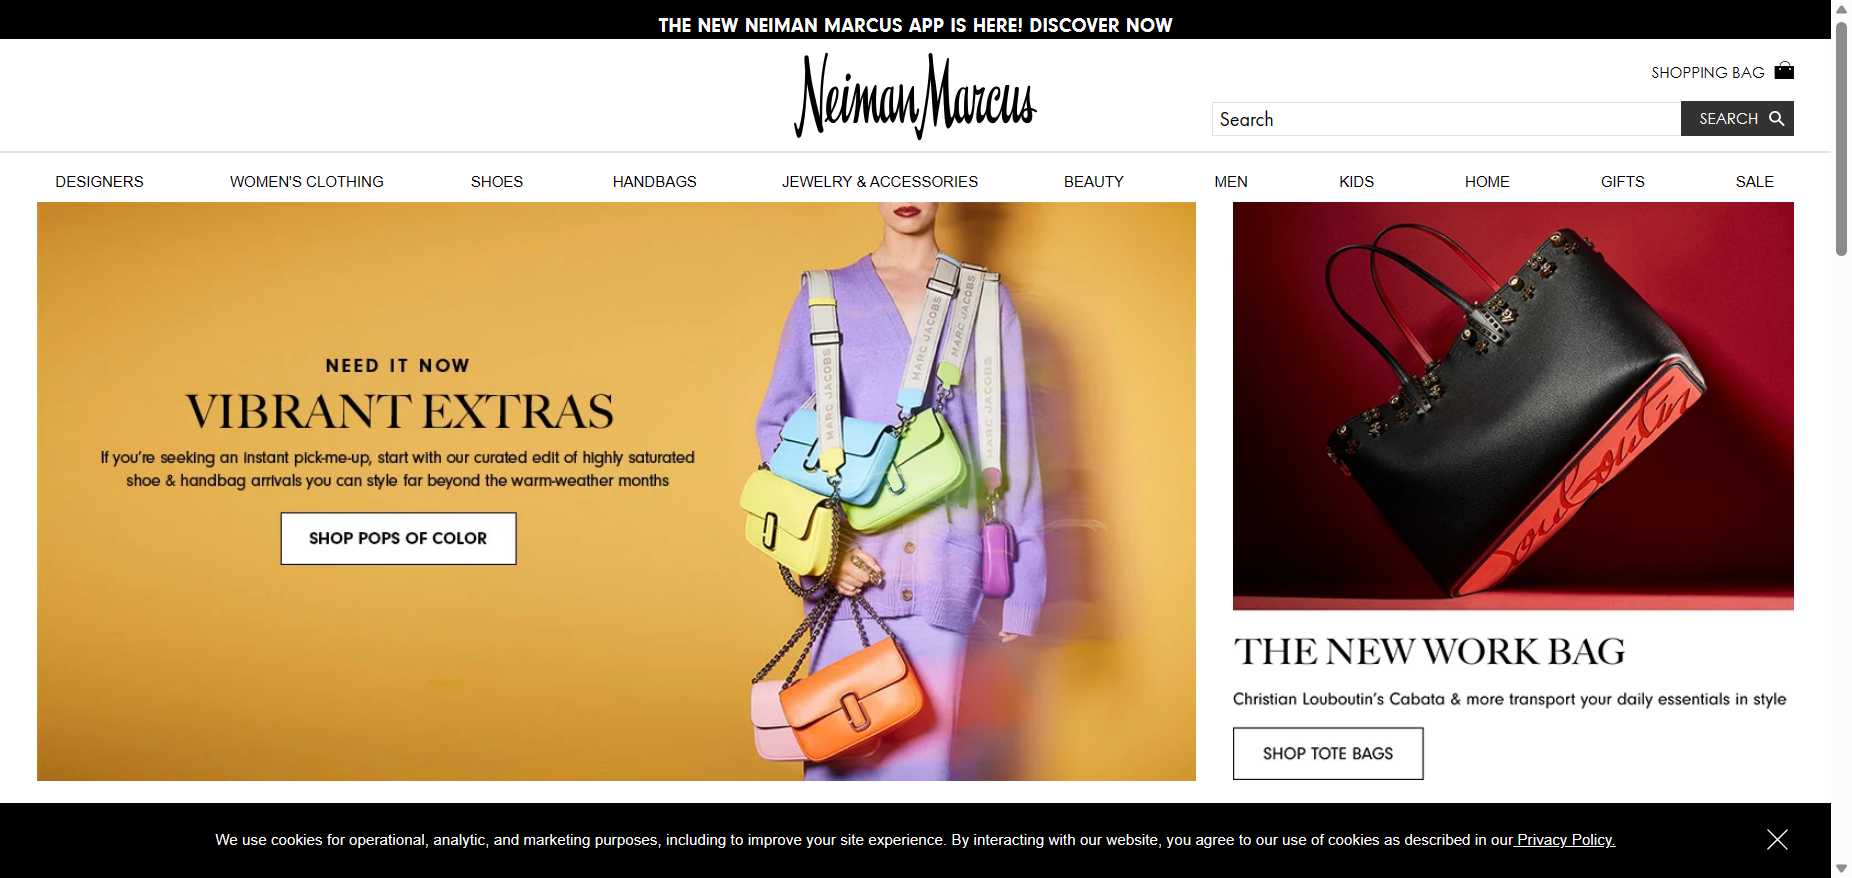 THE NEW NEIMAN MARCUS APP IS HERE! DISCOVER NOW
Neiman Marcus
SHOPPING BAG
Search
SEARCH
DESIGNERS
WOMEN'S CLOTHING
SHOES
HANDBAGS
JEWELRY & ACCESSORIES
BEAUTY
MEN
KIDS
HOME
GIFTS
SALE
NEED IT NOW
VIBRANT EXTRAS
If you're seeking an instant pick-me-up, start with our curated edit of highly saturated
shoe & handbag arrivals you can style far beyond the warm-weather months
SHOP POPS OF COLOR
MARC JACOBS
MARC JACOBS
MARC JACOBS
MARC JACOBS
Louboutin
THE NEW WORK BAG
Christian Louboutin's Cabata & more transport your daily essentials in style
SHOP TOTE BAGS
We use cookies for operational, analytic, and marketing purposes, including to improve your site experience. By interacting with our website, you agree to our use of cookies as described in our Privacy Policy.